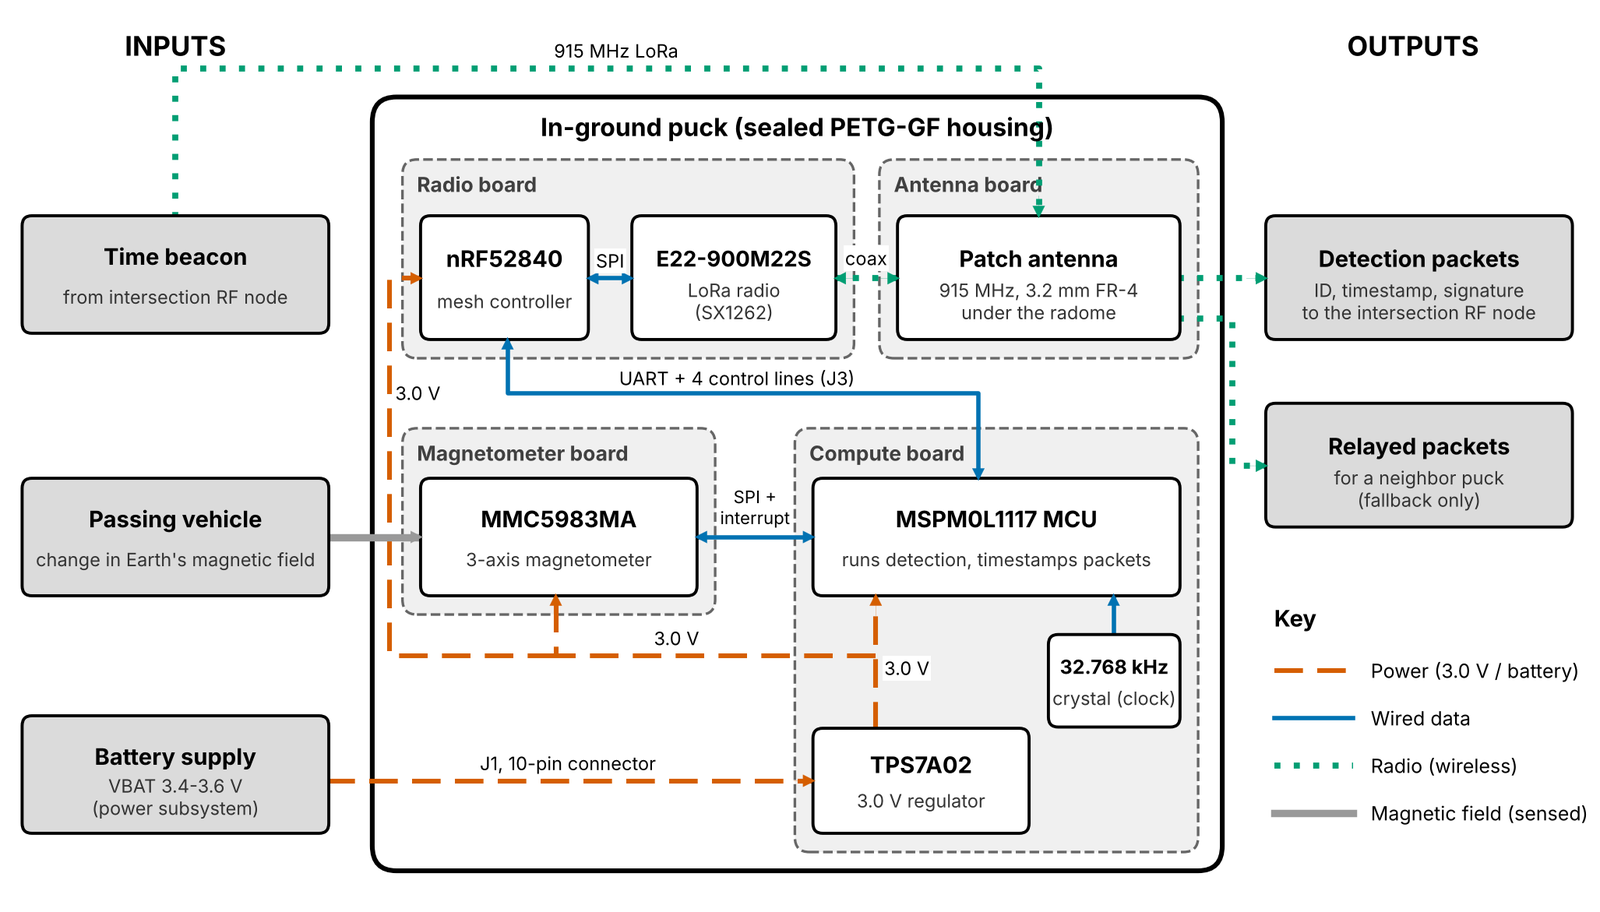 INPUTS
OUTPUTS
915 MHz LoRa
In-ground puck (sealed PETG-GF housing)
Radio board
Antenna board
Time beacon
from intersection RF node
nRF52840
mesh controller
SPI
E22-900M22S
LoRa radio
(SX1262)
coax
Patch antenna
915 MHz, 3.2 mm FR-4
under the radome
Detection packets
ID, timestamp, signature
to the intersection RF node
UART + 4 control lines (J3)
3.0 V
Relayed packets
for a neighbor puck
(fallback only)
Magnetometer board
Compute board
Passing vehicle
change in Earth's magnetic field
MMC5983MA
3-axis magnetometer
SPI +
interrupt
MSPM0L1117 MCU
runs detection, timestamps packets
3.0 V
3.0 V
32.768 kHz
crystal (clock)
Battery supply
VBAT 3.4-3.6 V
(power subsystem)
J1, 10-pin connector
TPS7A02
3.0 V regulator
Key
Power (3.0 V / battery)
Wired data
Radio (wireless)
Magnetic field (sensed)